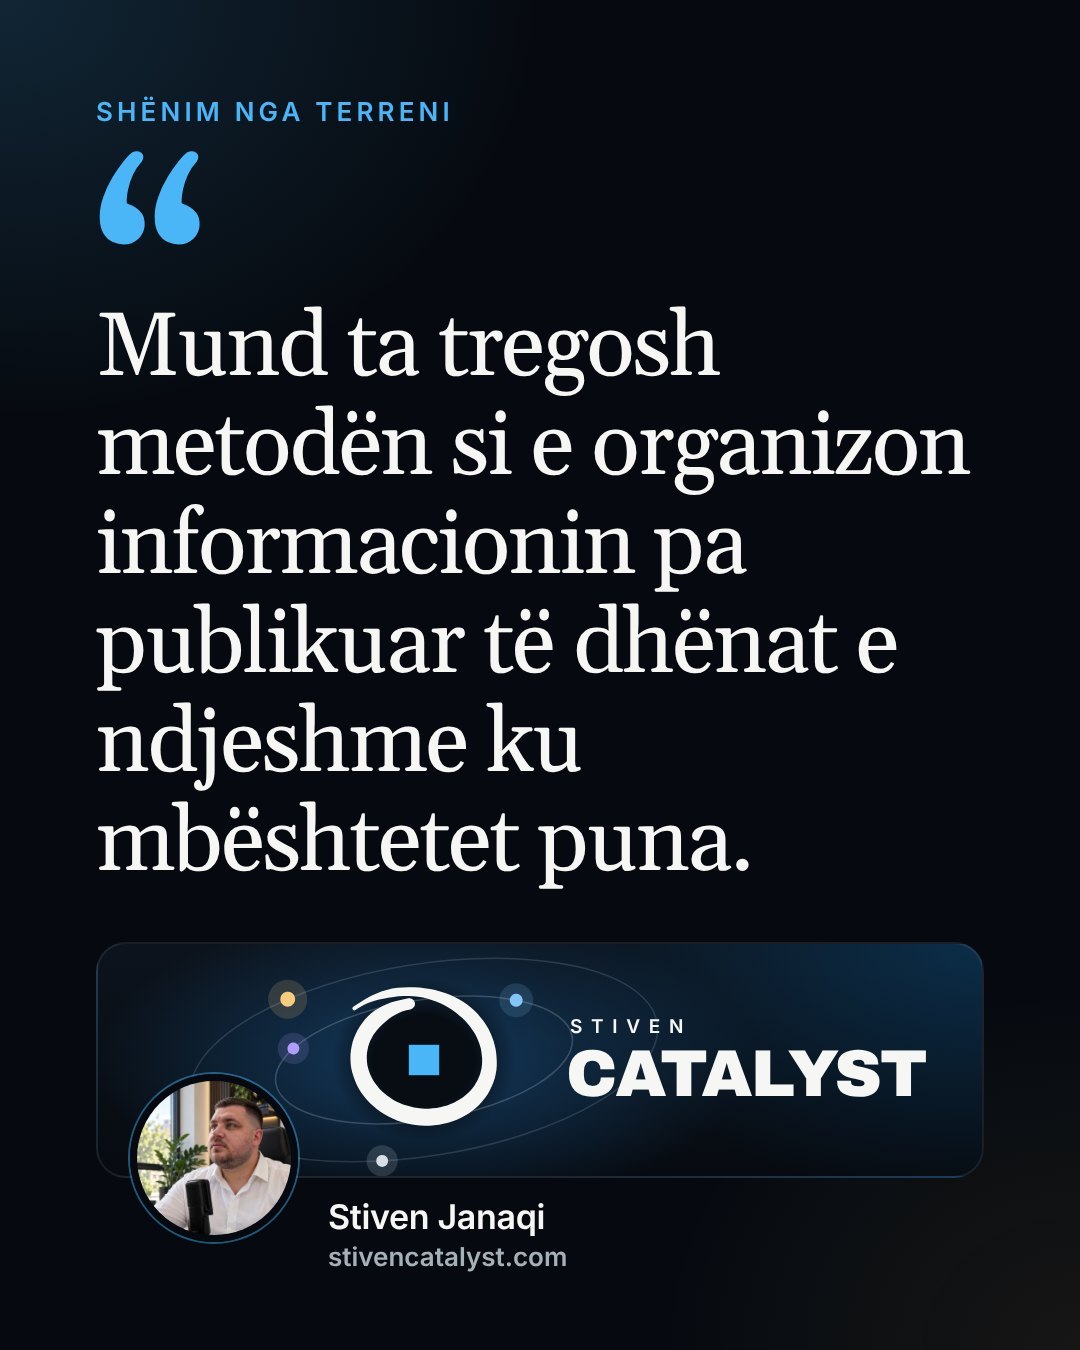 SHËNIM NGA TERRENI
“
Mund ta tregosh
metodën si e organizon
informacionin pa
publikuar të dhënat e
ndjeshme ku
mbështetet puna.
STIVEN
CATALYST
Stiven Janaqi
stivencatalyst.com